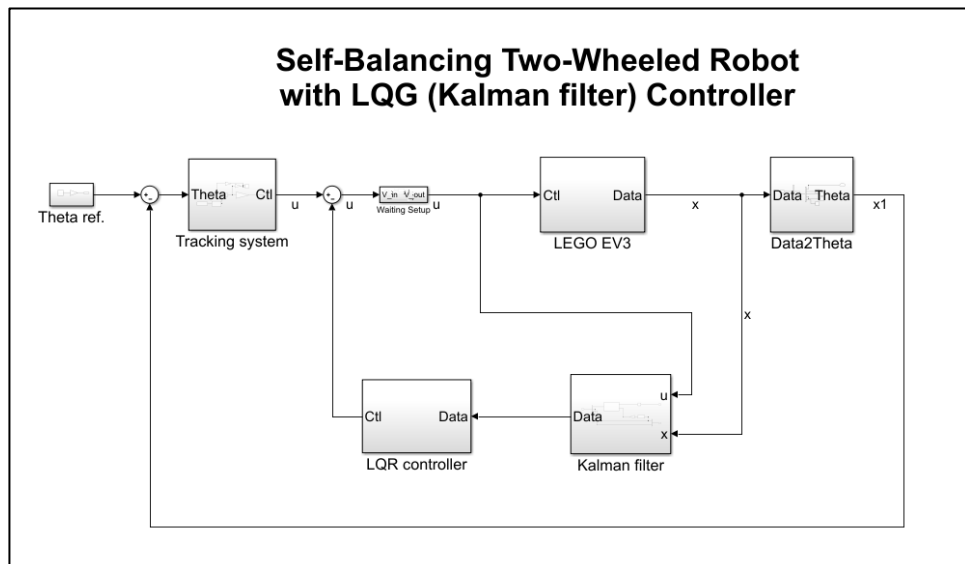 Self-Balancing Two-Wheeled Robot
with LQG (Kalman filter) Controller
Theta ref.
Theta
Ctl
Tracking system
u
u
V_in
Waiting Setup
u
Ctl
Data
LEGO EV3
x
Data
Theta
Data2Theta
x1
x
Ctl
Data
LQR controller
Data
u
x
Kalman filter